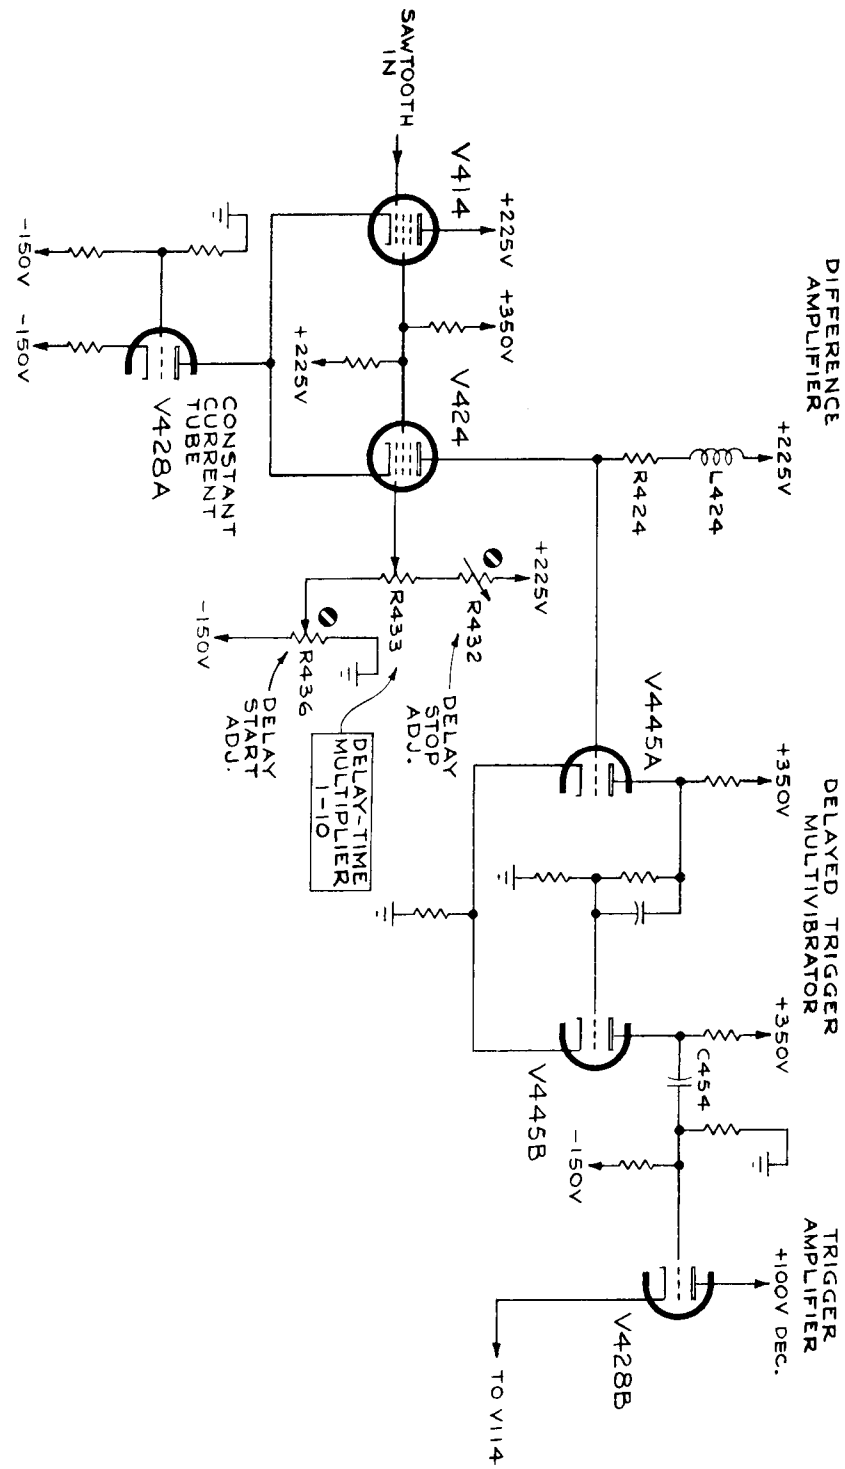 DIFFERENCE
AMPLIFIER
DELAYED TRIGGER
MULTIVIBRATOR
TRIGGER
AMPLIFIER
SAWTOOTH
IN
V414
+225V
+350V
+225V
V424
+225V
L424
R424
-150V
-150V
CONSTANT
CURRENT
TUBE
V428A
+225V
R432
DELAY
STOP
ADJ.
R433
DELAY-TIME
MULTIPLIER
1-10
R436
DELAY
START
ADJ.
-150V
V445A
+350V
+350V
C454
V445B
-150V
+100V DEC.
V428B
TO V114